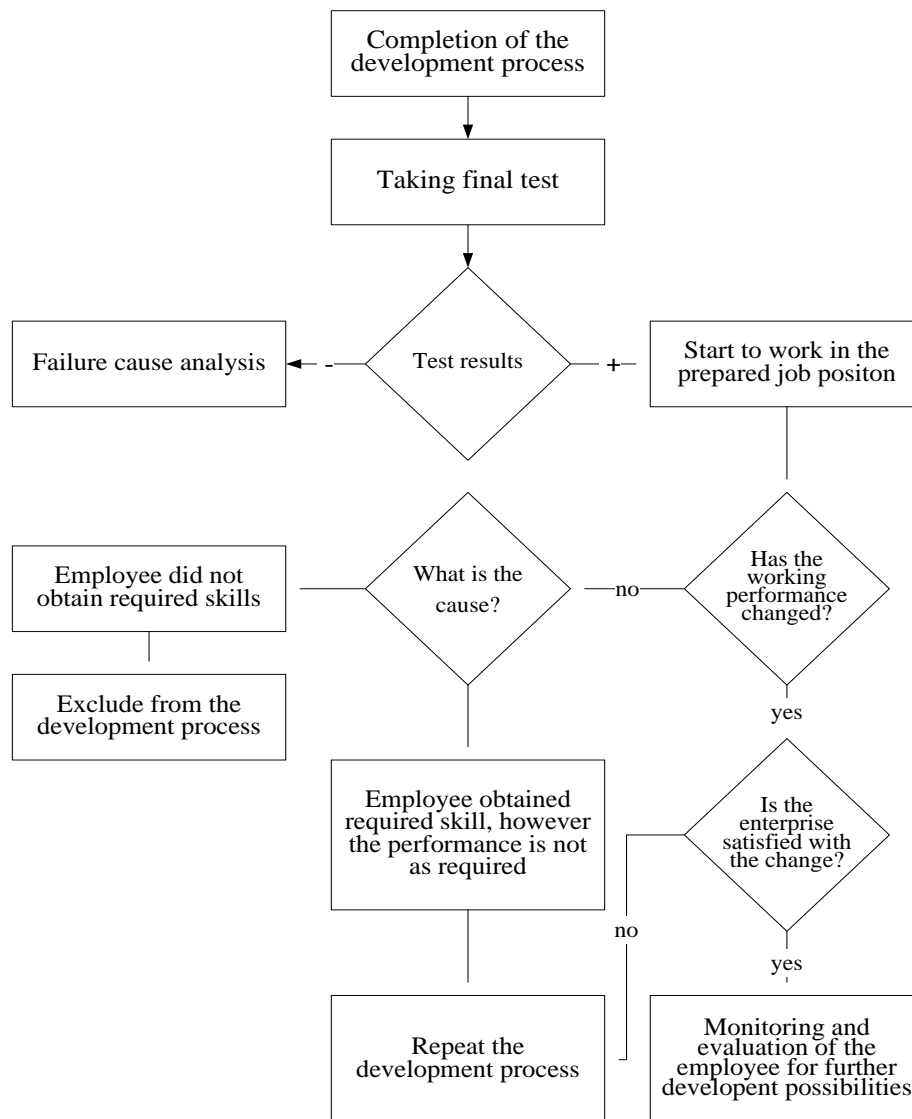 Completion of the
development process
Taking final test
Test results
-
+
Failure cause analysis
Start to work in the
prepared job positon
Employee did not
obtain required skills
What is the
cause?
no
Has the
working
performance
changed?
Exclude from the
development process
yes
Employee obtained
required skill, however
the performance is not
as required
Is the
enterprise
satisfied with
the change?
no
yes
Repeat the
development process
Monitoring and
evaluation of the
employee for further
developent possibilities